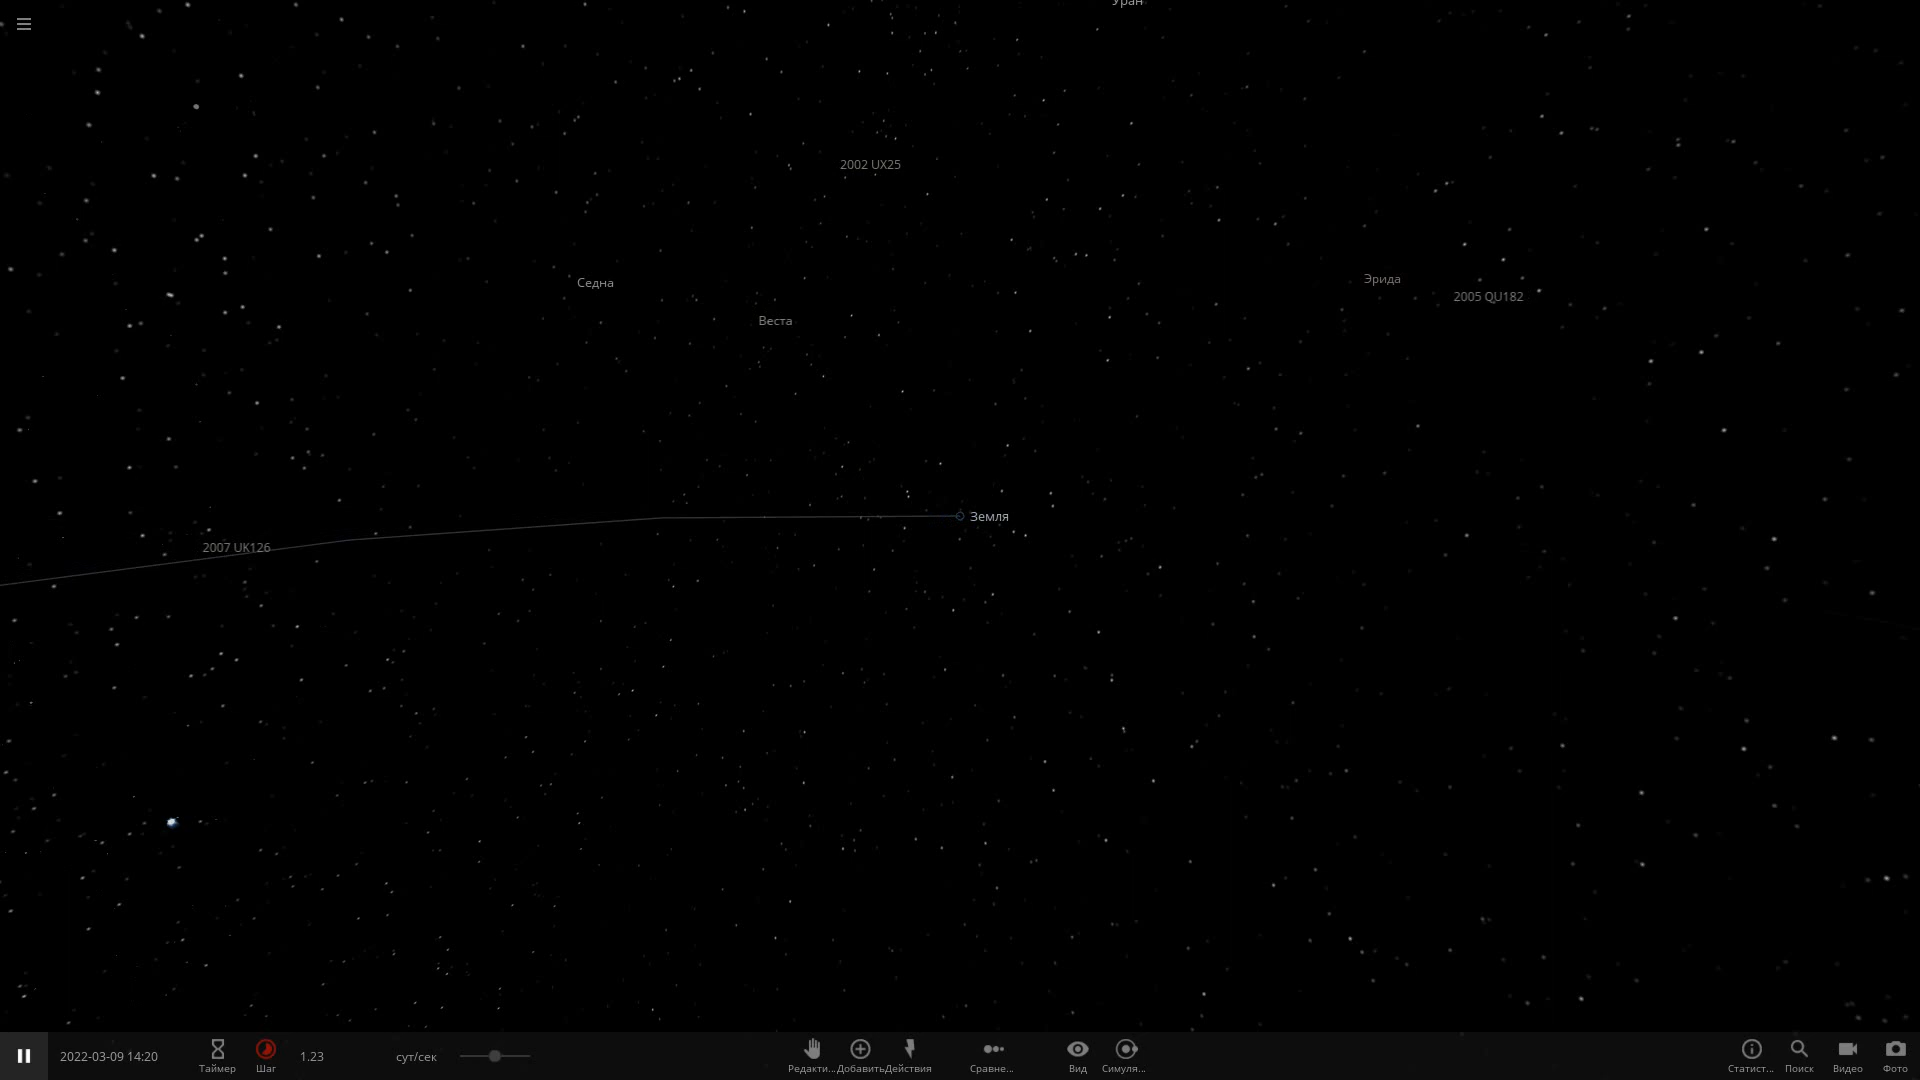 Уран
2002 UX25
Седна
Эрида
2005 QU182
Веста
Земля
2007 UK126
2022-03-09 14:20
Таймер
Шаг
1.23
сут/сек
Редакти...
Добавить
Действия
Сравне...
Вид
Симуля...
Статист...
Поиск
Видео
Фото